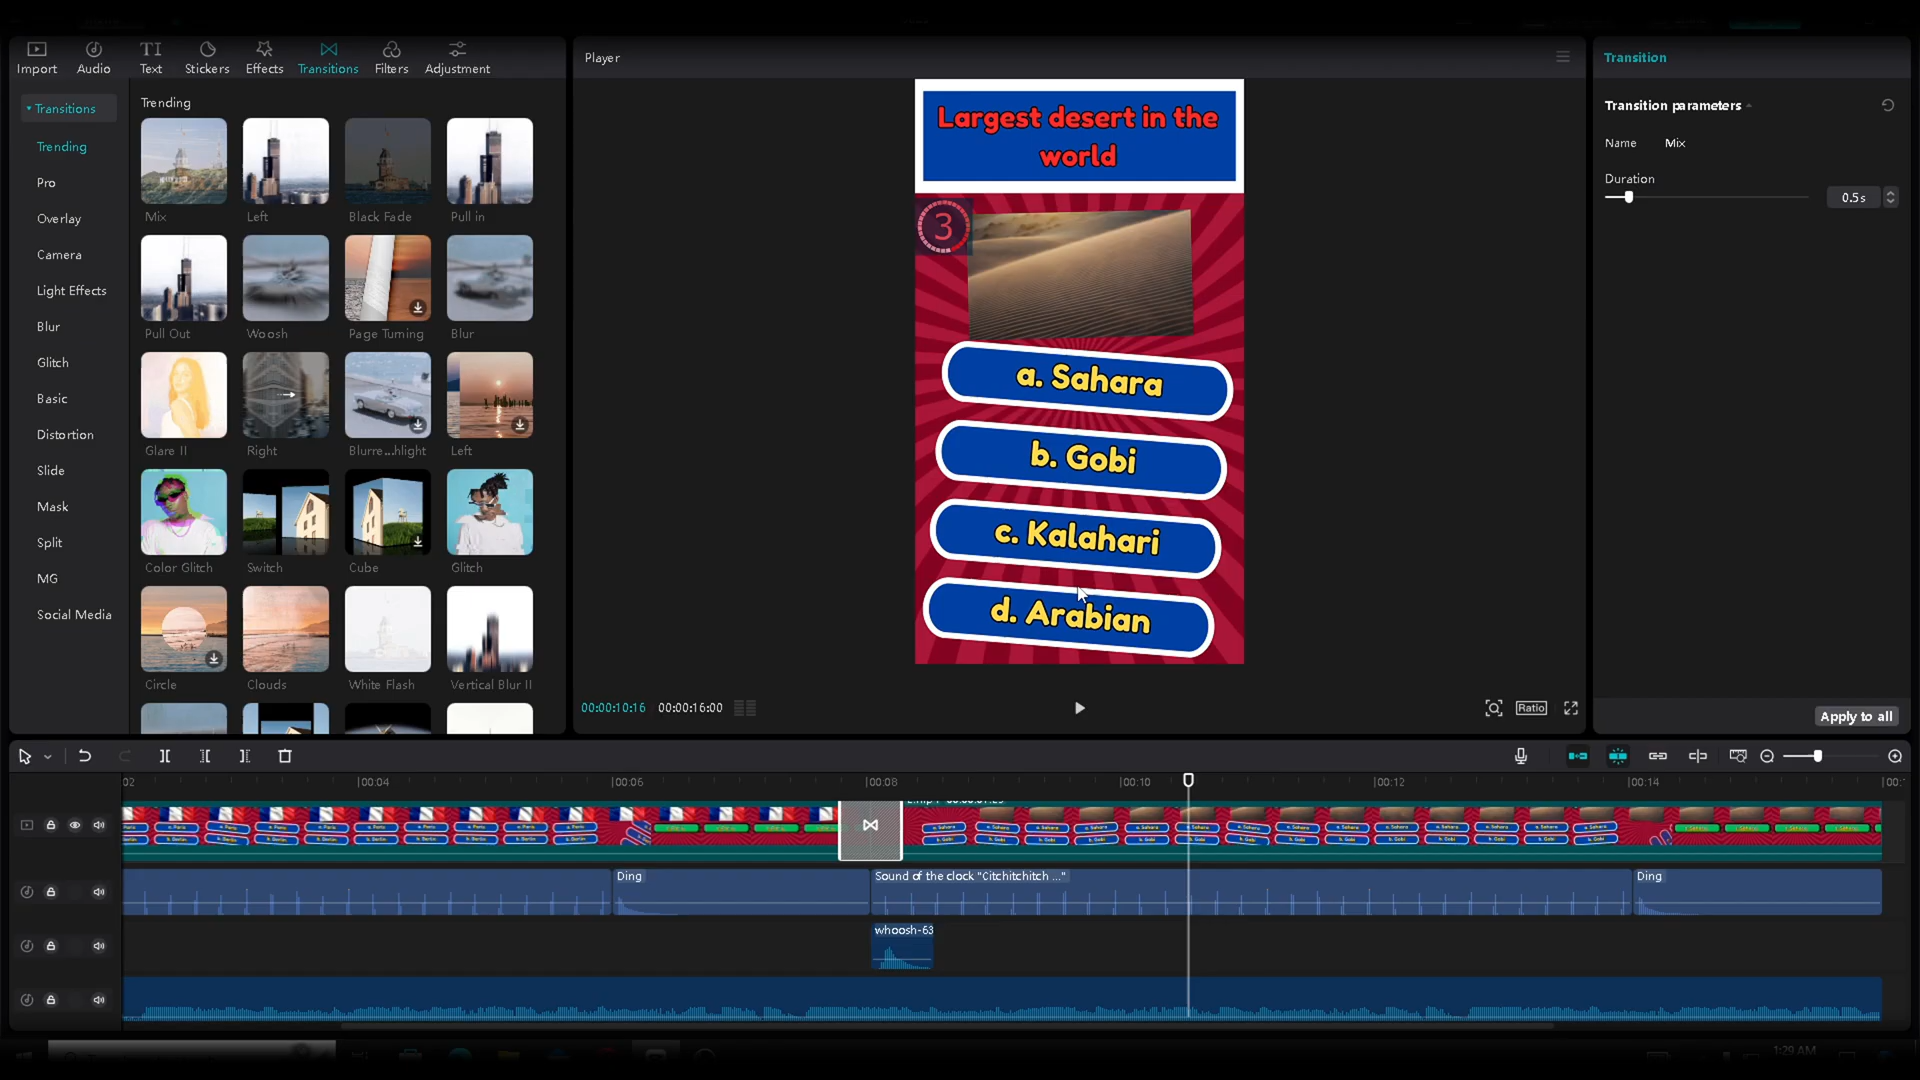 Import
Audio
Text
Stickers
Effects
Transitions
Filters
Adjustment
Transitions
Trending
Pro
Overlay
Camera
Light Effects
Blur
Glitch
Basic
Distortion
Slide
Mask
Split
MG
Social Media
Trending
Mix
Left
Black Fade
Pull in
Pull Out
Woosh
Page Turning
Blur
Glare II
Right
Blurre...hlight
Left
Color Glitch
Switch
Cube
Glitch
Circle
Clouds
White Flash
Vertical Blur II
Player
Largest desert in the
world
3
a. Sahara
b. Gobi
c. Kalahari
d. Arabian
00:00:10:16
00:00:16:00
Ratio
Transition
Transition parameters
Name
Mix
Duration
0.5s
Apply to all
02
00:04
00:06
00:08
00:10
00:12
00:14
Ding
Sound of the clock "Citchitchitch ..."
Ding
whoosh-63
1:29 AM